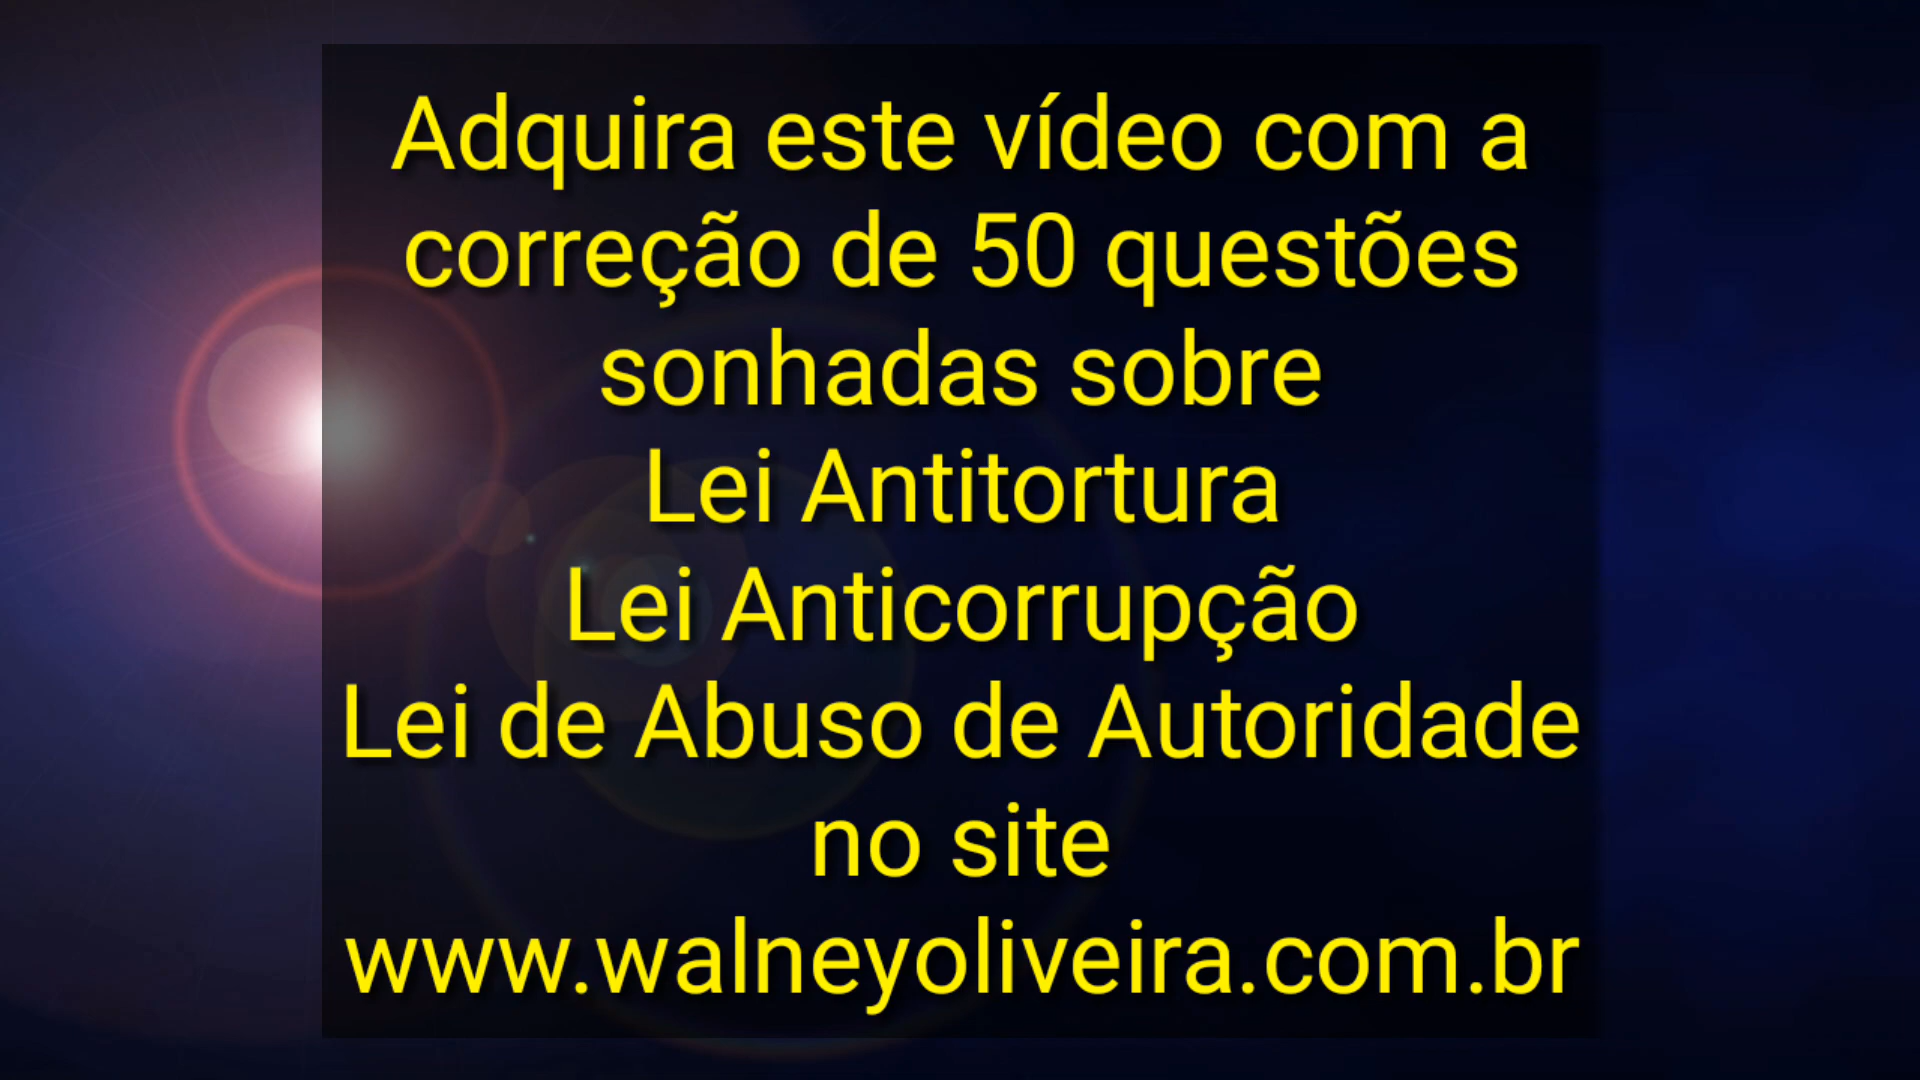 Adquira este vídeo com a
correção de 50 questões
sonhadas sobre
Lei Antitortura
Lei Anticorrupção
Lei de Abuso de Autoridade
no site
www.walneyoliveira.com.br